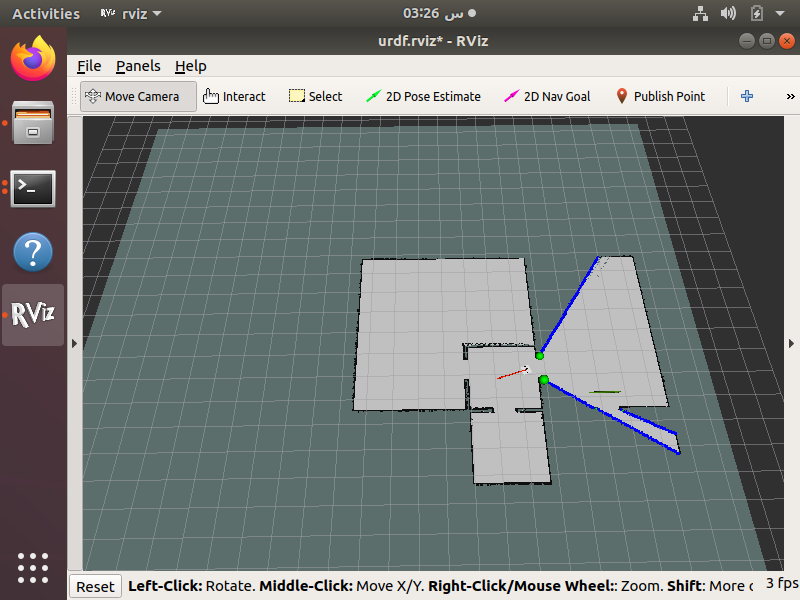 Activities RViz rviz 03:26 س
urdf.rviz* - RViz
File Panels Help
Move Camera Interact Select 2D Pose Estimate 2D Nav Goal Publish Point »
RViz
Reset Left-Click: Rotate. Middle-Click: Move X/Y. Right-Click/Mouse Wheel:: Zoom. Shift: More o 3 fps